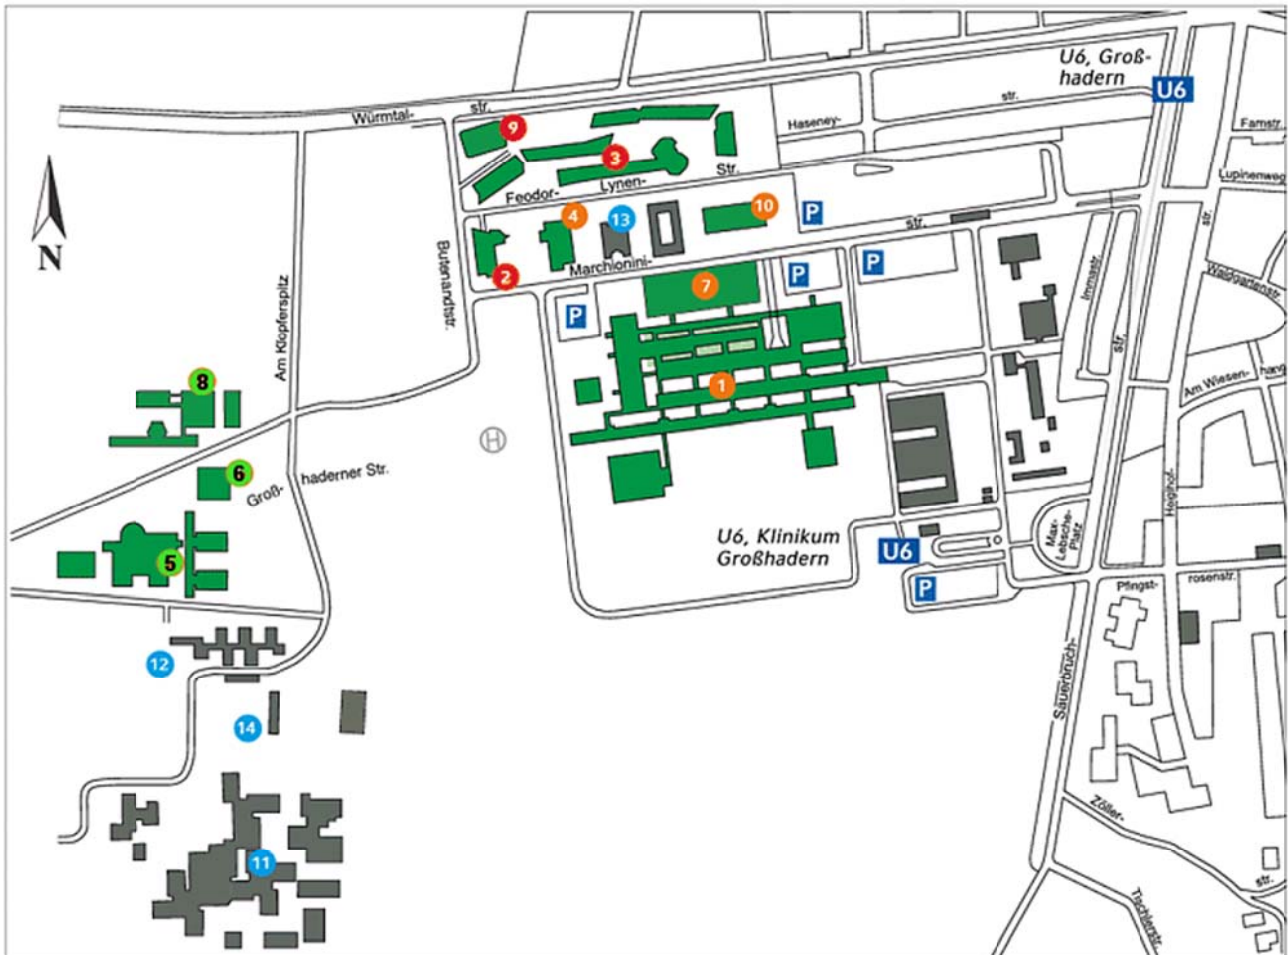 U6, Groß-
hadern
U6
str.
Würmtal-
str.
Haseney-
Farnstr.
9
3
Lupinenweg
Str.
Lynen-
Feodor-
N
4
13
10
P
str.
str.
Butenandtstr.
2
Marchionini-
P
P
7
P
Immastr.
Waldgartenstr.
Am Klopferspitz
str.
8
1
Am Wiesen-
hang
H
6
Groß-
haderner Str.
Heiglhof-
5
U6, Klinikum
Großhadern
U6
Max-
Lebsche-
Platz
P
Pfingst-
rosenstr.
12
Sauerbruch-
14
Zöller-
11
str.
Tischlerstr.